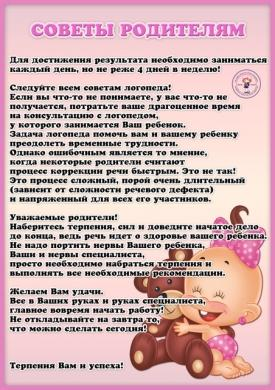 СОВЕТЫ РОДИТЕЛЯМ
Для достижения результата необходимо заниматься
каждый день, но не реже 4 дней в неделю!
Следуйте всем советам логопеда!
Если вы что-то не понимаете, у вас что-то не
получается, потратьте ваше драгоценное время
на консультацию с логопедом,
у которого занимается Ваш ребенок.
Задача логопеда помочь вам и вашему ребенку
преодолеть временные трудности.
Однако ошибочным является то мнение,
когда некоторые родители считают
процесс коррекции речи быстрым. Это не так!
Это процесс сложный, порой очень длительный
(зависит от сложности речевого дефекта)
и напряженный для всех его участников.
Уважаемые родители!
Наберитесь терпения, сил и доведите начатое дело
до конца, ведь речь идет о здоровье вашего ребенка.
Не надо портить нервы Вашего ребенка,
Ваши и нервы специалиста,
просто необходимо набраться терпения и
выполнять все необходимые рекомендации.
Желаем Вам удачи.
Все в Ваших руках и руках специалиста,
главное вовремя начать работу!
Не откладывайте на завтра то,
что можно сделать сегодня!
Терпения Вам и успеха!